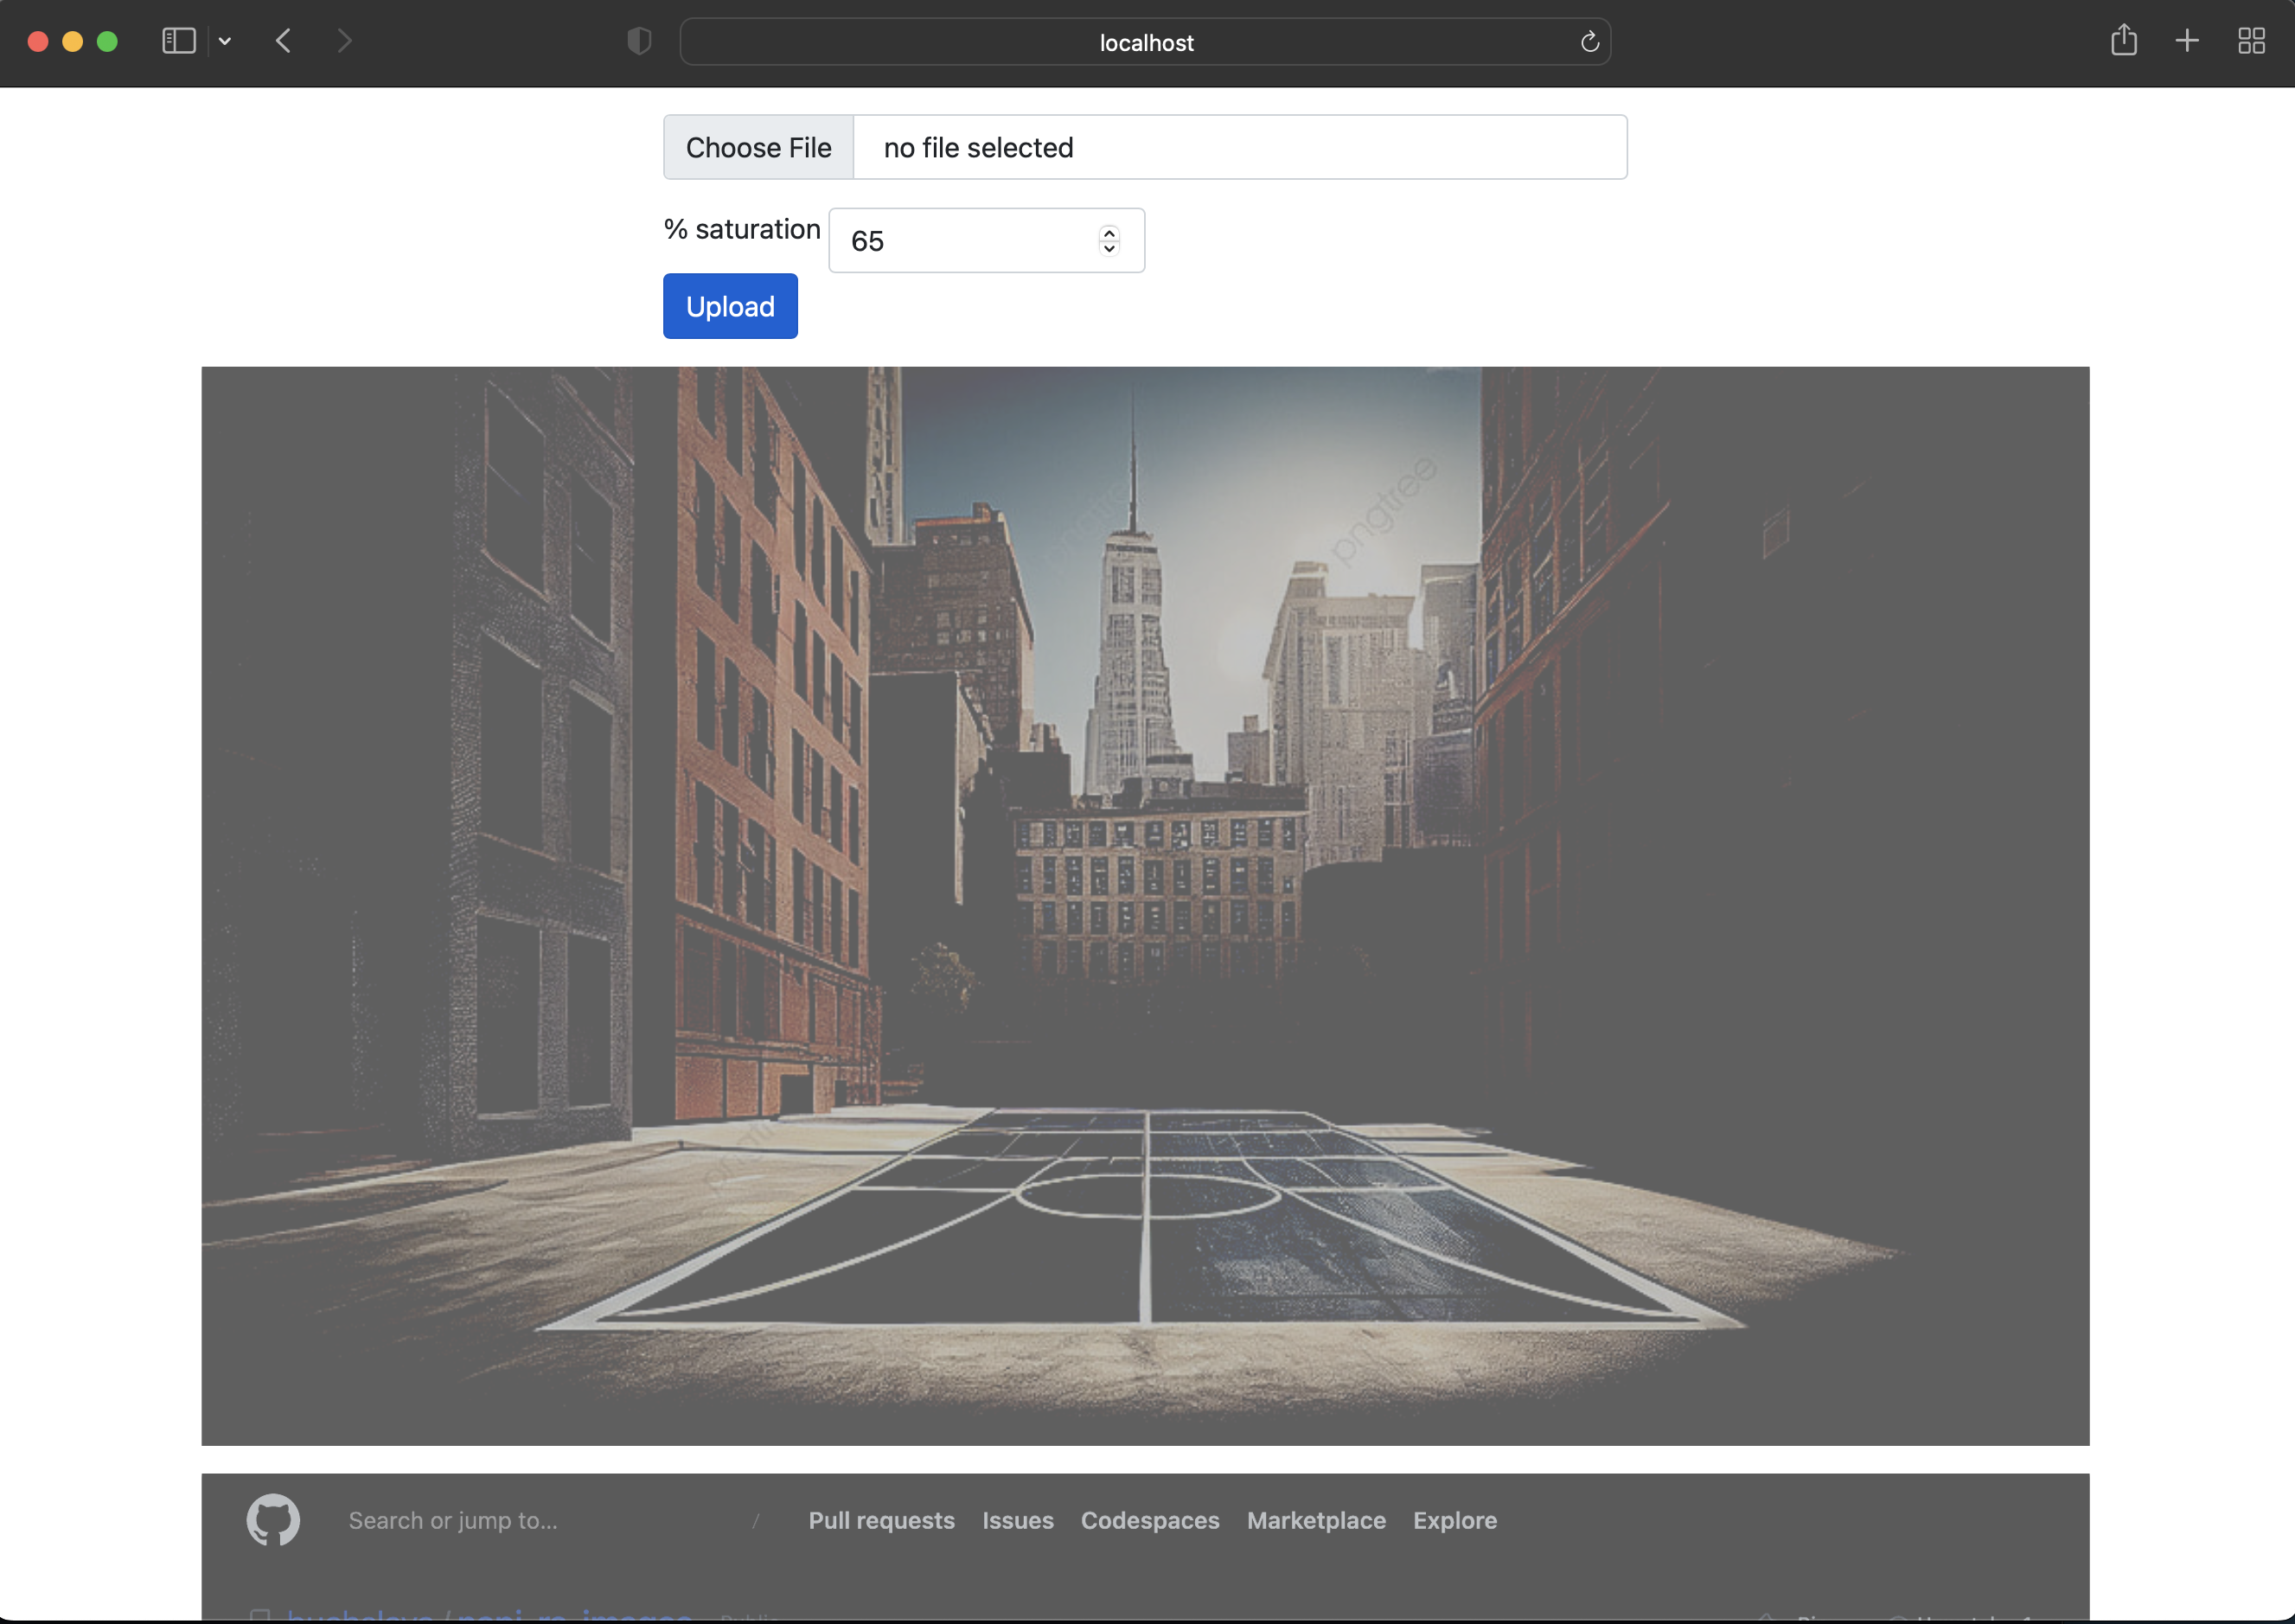 localhost
Choose File no file selected
% saturation 65
Upload
pngtree
Search or jump to... / Pull requests Issues Codespaces Marketplace Explore